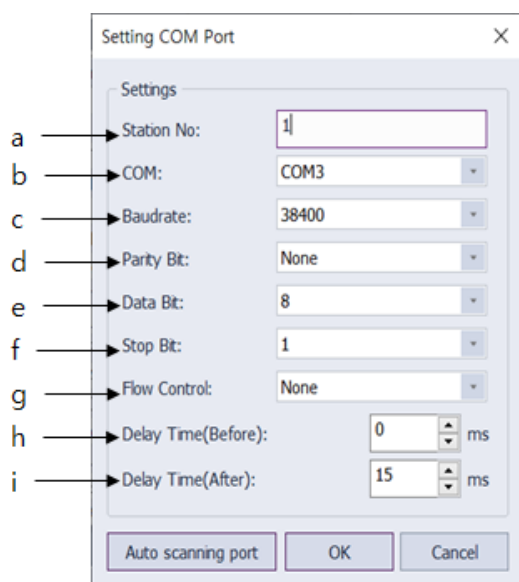 Setting COM Port
Settings
a Station No: 1
b COM: COM3
c Baudrate: 38400
d Parity Bit: None
e Data Bit: 8
f Stop Bit: 1
g Flow Control: None
h Delay Time(Before): 0 ms
i Delay Time(After): 15 ms
Auto scanning port OK Cancel